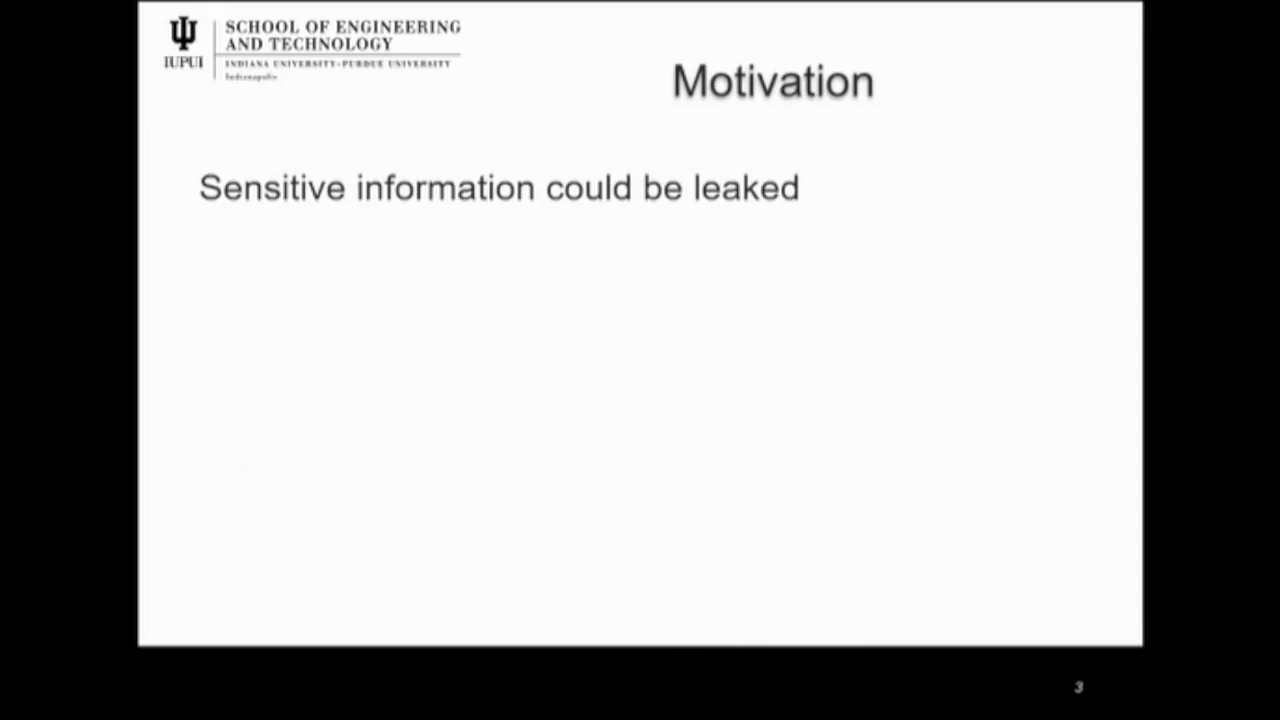 IUPUI
SCHOOL OF ENGINEERING
AND TECHNOLOGY
INDIANA UNIVERSITY–PURDUE UNIVERSITY
Indianapolis
Motivation
Sensitive information could be leaked
3